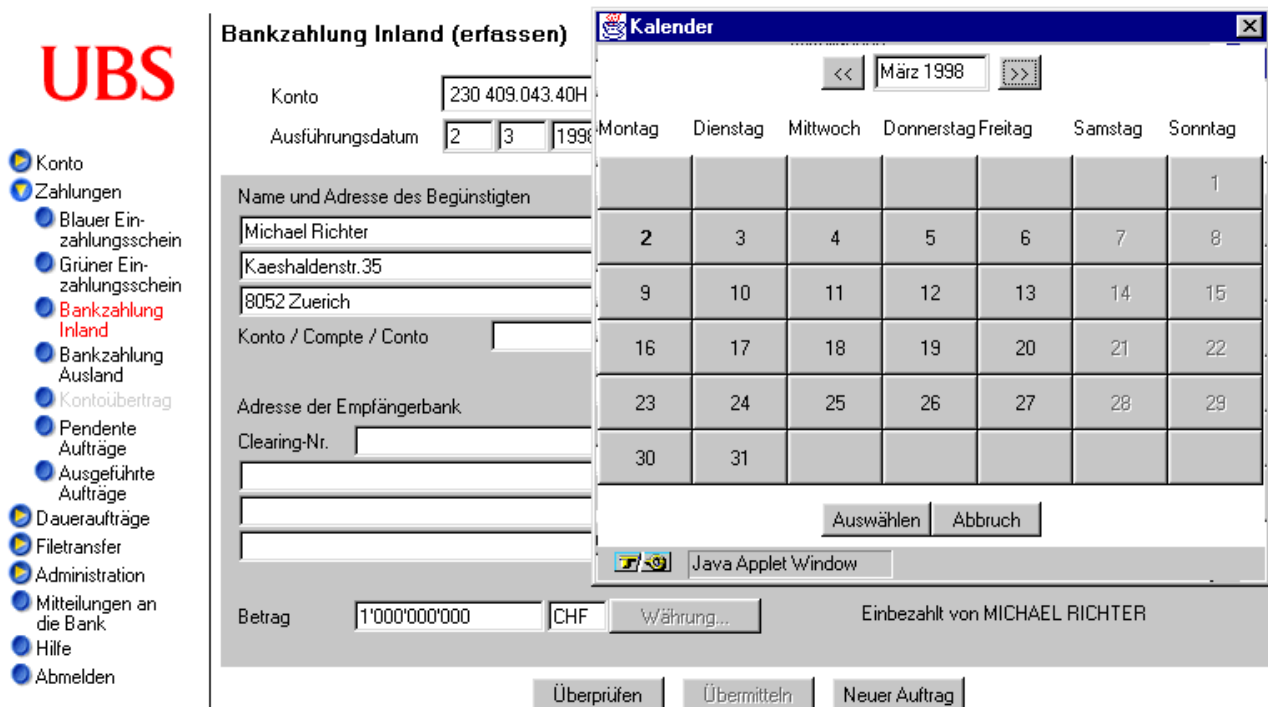 UBS
Konto
Zahlungen
Blauer Ein-
zahlungsschein
Grüner Ein-
zahlungsschein
Bankzahlung
Inland
Bankzahlung
Ausland
Kontoübertrag
Pendente
Aufträge
Ausgeführte
Aufträge
Daueraufträge
Filetransfer
Administration
Mitteilungen an
die Bank
Hilfe
Abmelden
Bankzahlung Inland (erfassen)
Konto 230 409.043.40H
Ausführungsdatum 2 3 1998
Name und Adresse des Begünstigten
Michael Richter
Kaeshaldenstr.35
8052 Zuerich
Konto / Compte / Conto
Adresse der Empfängerbank
Clearing-Nr.
Betrag 1'000'000'000 CHF Währung... Einbezahlt von MICHAEL RICHTER
Überprüfen Übermitteln Neuer Auftrag
Kalender
<< März 1998 >>
Montag Dienstag Mittwoch Donnerstag Freitag Samstag Sonntag
1
2 3 4 5 6 7 8
9 10 11 12 13 14 15
16 17 18 19 20 21 22
23 24 25 26 27 28 29
30 31
Auswählen Abbruch
Java Applet Window